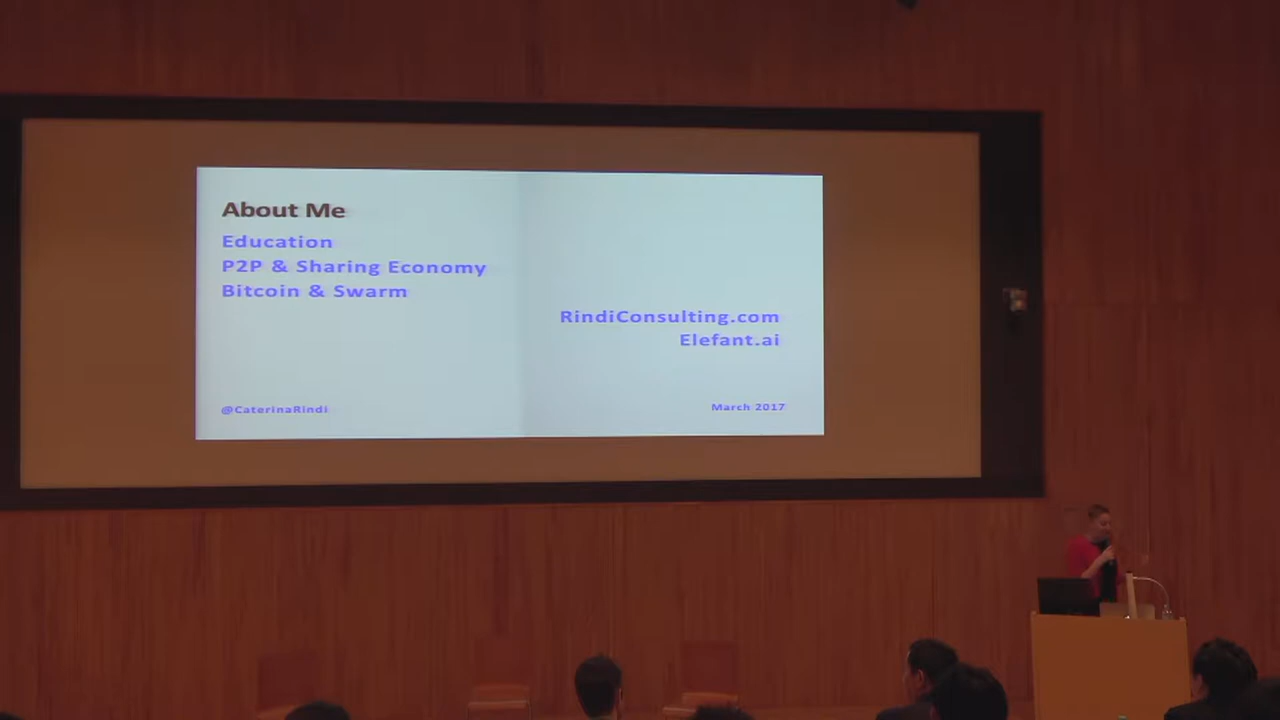 About Me
Education
P2P & Sharing Economy
Bitcoin & Swarm
RindiConsulting.com
Elefant.ai
@CaterinaRindi
March 2017